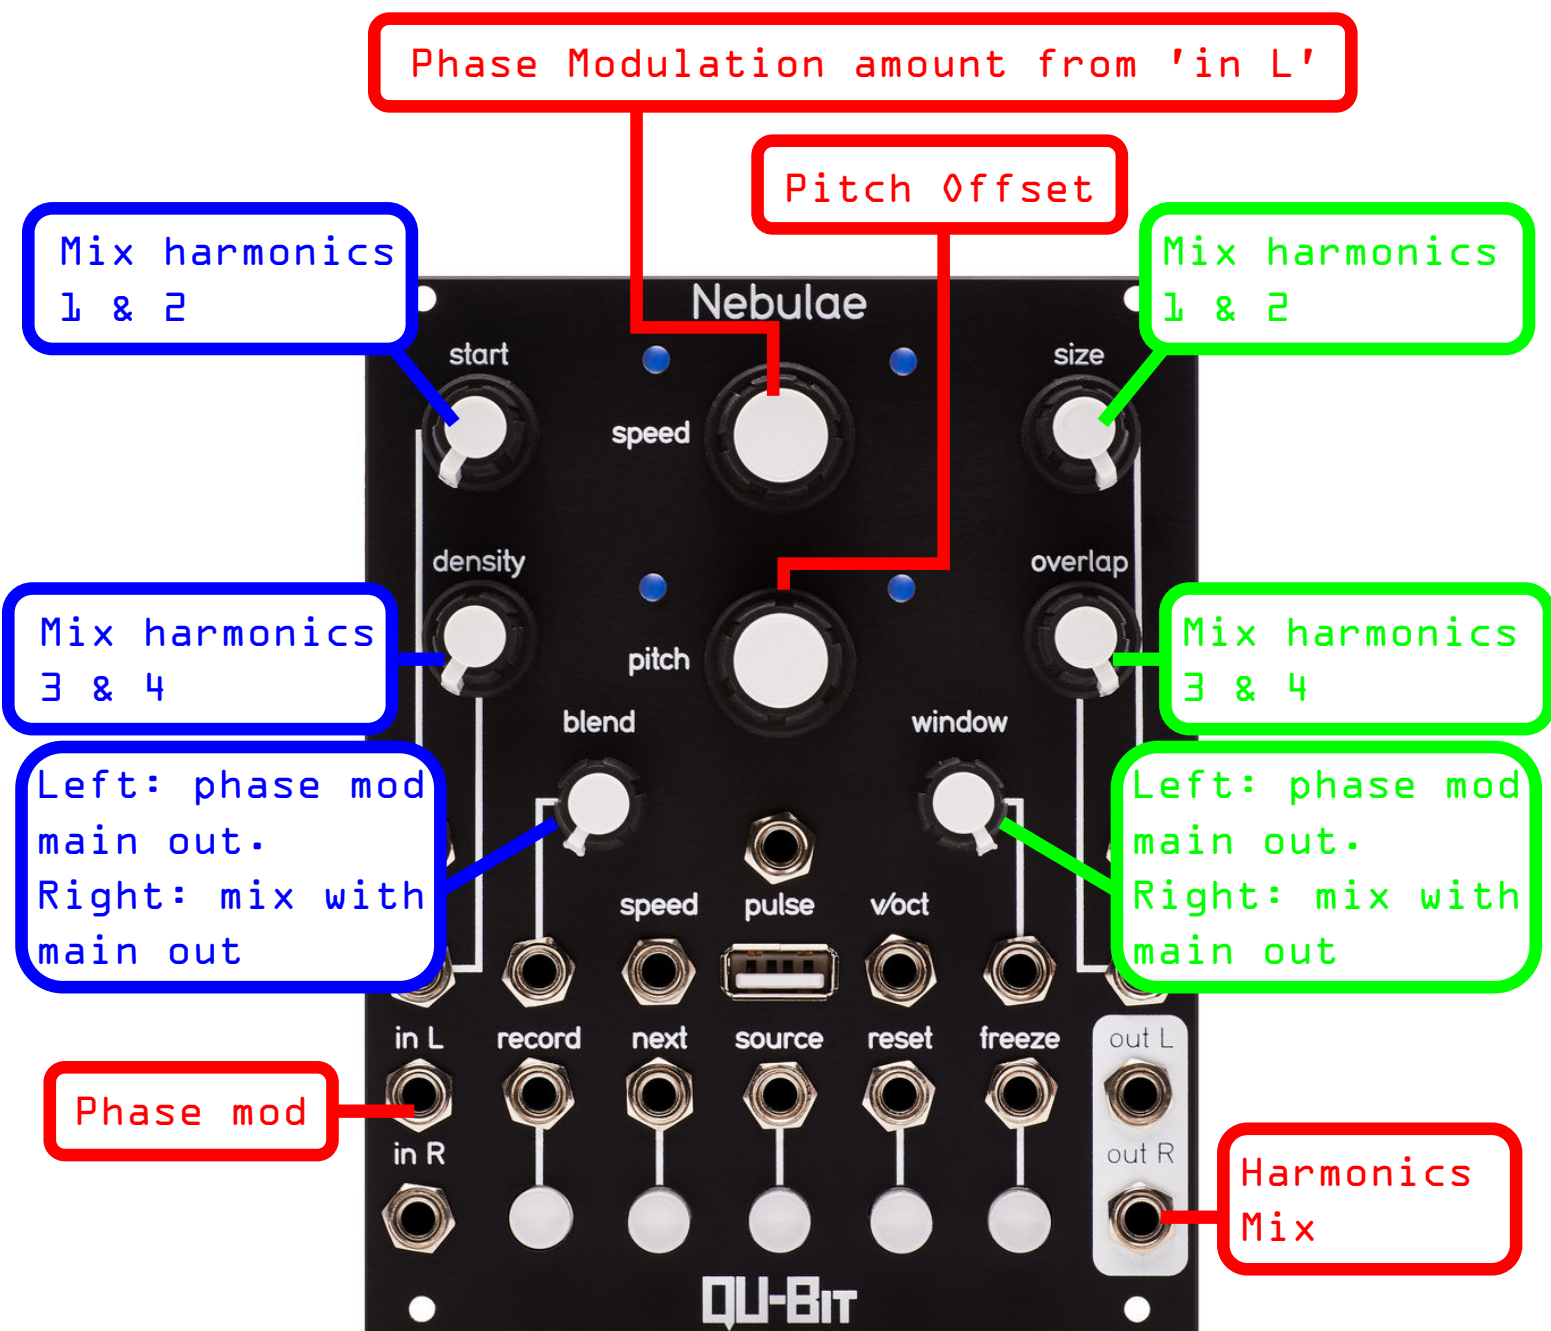 Phase Modulation amount from 'in L'
Pitch Offset
Mix harmonics
1 & 2
Mix harmonics
1 & 2
Nebulae
start
size
speed
density
overlap
Mix harmonics
3 & 4
Mix harmonics
3 & 4
pitch
blend
window
Left: phase mod
main out.
Right: mix with
main out
Left: phase mod
main out.
Right: mix with
main out
speed
pulse
v/oct
in L
record
next
source
reset
freeze
out L
Phase mod
in R
out R
Harmonics
Mix
QU-BIT